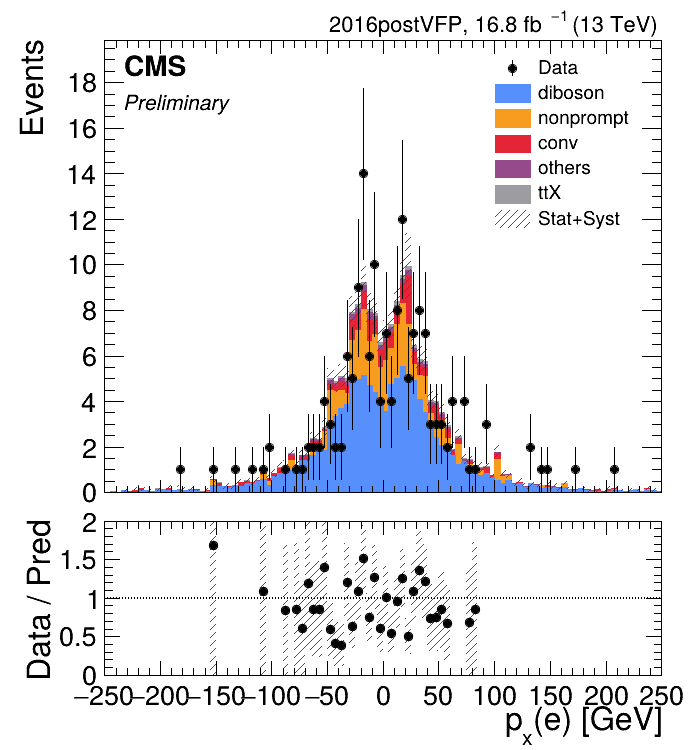 2016postVFP, 16.8 fb⁻¹ (13 TeV)
Events
CMS
Preliminary
Data
diboson
nonprompt
conv
others
ttX
Stat+Syst
18
16
14
12
10
8
6
4
2
0
Data / Pred
2
1.5
1
0.5
0
−250 −200 −150 −100 −50 0 50 100 150 200 250
pₓ(e) [GeV]